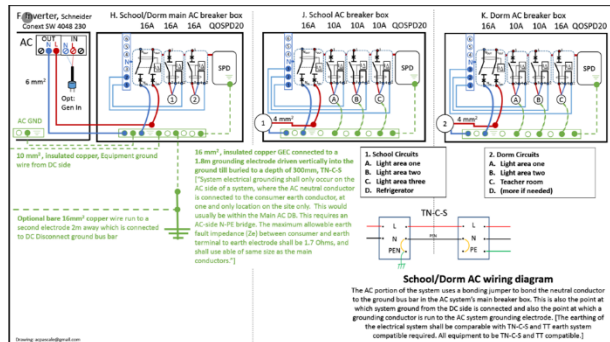 F. Inverter, Schneider
Conext SW 4048 230
AC
OUT
IN
N L N L
6 mm²
Opt:
Gen In
AC GND
H. School/Dorm main AC breaker box
16A 16A 16A QOSPD20
SPD
1
2
J. School AC breaker box
16A 10A 10A QOSPD20
SPD
A
B
C
1
4 mm²
K. Dorm AC breaker box
16A 10A 10A QOSPD20
SPD
A
B
C
2
4 mm²
10 mm², insulated copper, Equipment ground
wire from DC side
Optional bare 16mm² copper wire run to a
second electrode 2m away which is connected
to DC Disconnect ground bus bar
16 mm², insulated copper GEC connected to a
1.8m grounding electrode driven vertically into the
ground till buried to a depth of 300mm, TN-C-S
["System electrical grounding shall only occur on the
AC side of a system, where the AC neutral conductor
is connected to the consumer earth conductor, at
one and only location on the site only. This would
usually be within the Main AC DB. This requires an
AC-side N-PE bridge. The maximum allowable earth
fault impedance (Ze) between consumer and earth
terminal to earth electrode shall be 1.7 Ohms, and
shall use able of same size as the main
conductors."]
1. School Circuits
A. Light area one
B. Light area two
C. Light area three
D. Refrigerator
2. Dorm Circuits
A. Light area one
B. Light area two
C. Teacher room
D. (more if needed)
TN-C-S
L L
N PEN N
PEN PE
School/Dorm AC wiring diagram
The AC portion of the system uses a bonding jumper to bond the neutral conductor
to the ground bus bar in the AC system's main breaker box. This is also the point at
which system ground from the DC side is connected and also the point at which a
grounding conductor is run to the AC system grounding electrode. [The earthing of
the electrical system shall be comparable with TN-C-S and TT earth system
compatible required. All equipment to be TN-C-S and TT compatible.]